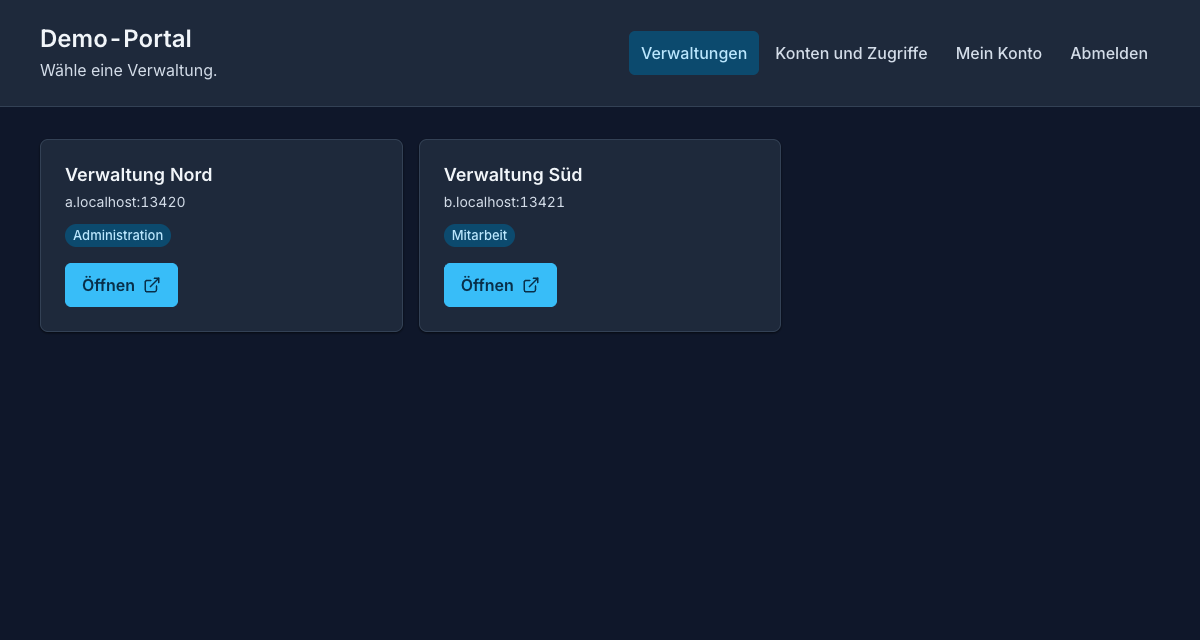 Demo-Portal
Wähle eine Verwaltung.
Verwaltungen
Konten und Zugriffe
Mein Konto
Abmelden
Verwaltung Nord
a.localhost:13420
Administration
Öffnen
Verwaltung Süd
b.localhost:13421
Mitarbeit
Öffnen